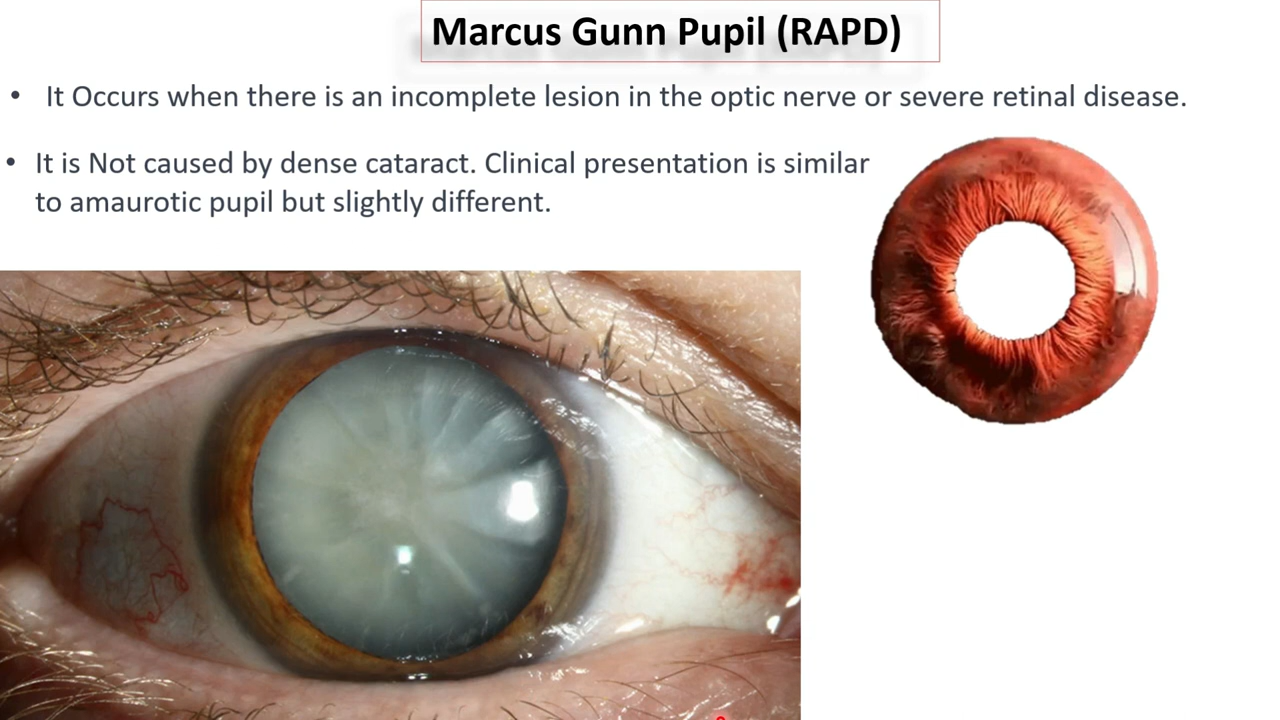 Marcus Gunn Pupil (RAPD)
• It Occurs when there is an incomplete lesion in the optic nerve or severe retinal disease.
• It is Not caused by dense cataract. Clinical presentation is similar
to amaurotic pupil but slightly different.